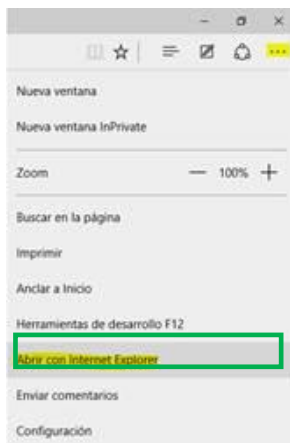 Nueva ventana
Nueva ventana InPrivate
Zoom — 100% +
Buscar en la página
Imprimir
Anclar a Inicio
Herramientas de desarrollo F12
Abrir con Internet Explorer
Enviar comentarios
Configuración